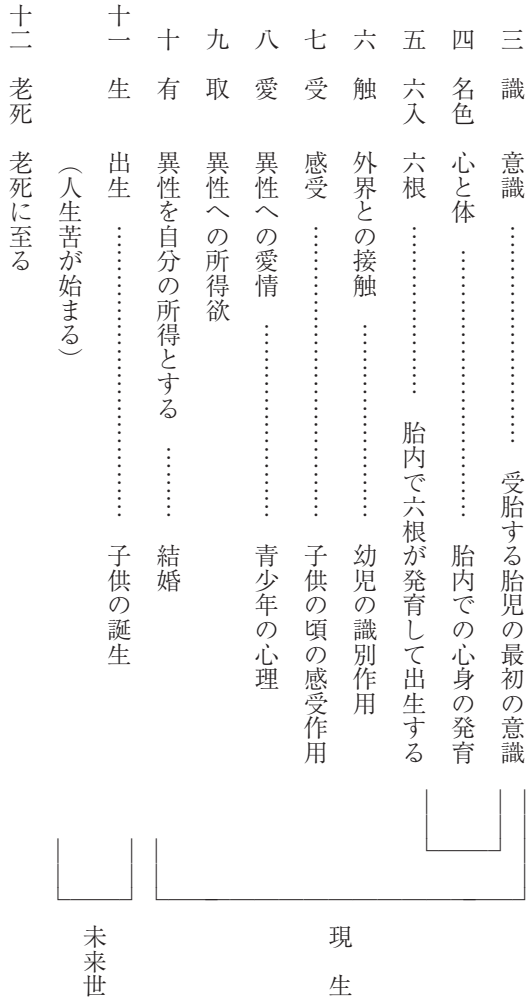 三　識　意識 …………………… 受胎する胎児の最初の意識
四　名色　心と体 …………………… 胎内での心身の発育
五　六入　六根 ……………… 胎内で六根が発育して出生する
六　触　外界との接触 ……………… 幼児の識別作用
七　受　感受 …………………… 子供の頃の感受作用
八　愛　異性への愛情 ……………… 青少年の心理
九　取　異性への所得欲
十　有　異性を自分の所得とする ……… 結婚
十一　生　出生 …………………… 子供の誕生
（人生苦が始まる）
十二　老死　老死に至る
現　生
未来世